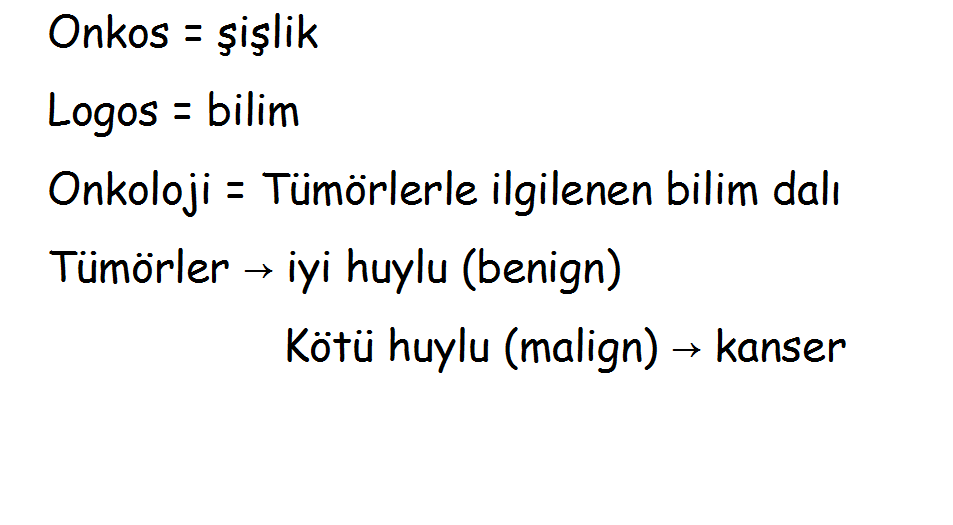 Onkos = şişlik
Logos = bilim
Onkoloji = Tümörlerle ilgilenen bilim dalı
Tümörler → iyi huylu (benign)
Kötü huylu (malign) → kanser